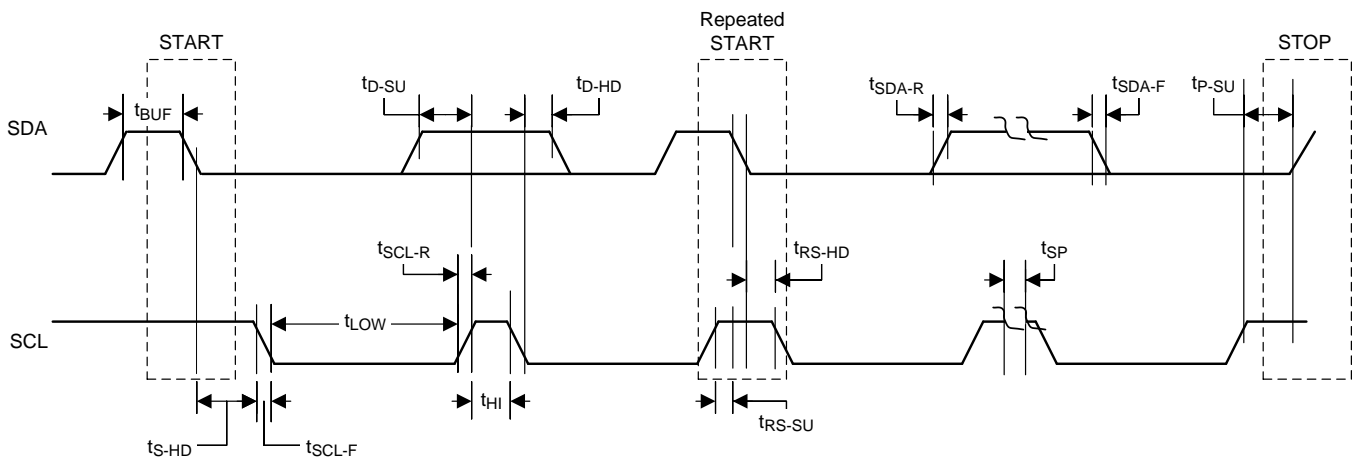 Repeated
START
START
STOP
tD-SU
tD-HD
tSDA-R
tSDA-F
tP-SU
tBUF
SDA
tSCL-R
tRS-HD
tSP
tLOW
SCL
tHI
tRS-SU
tS-HD
tSCL-F